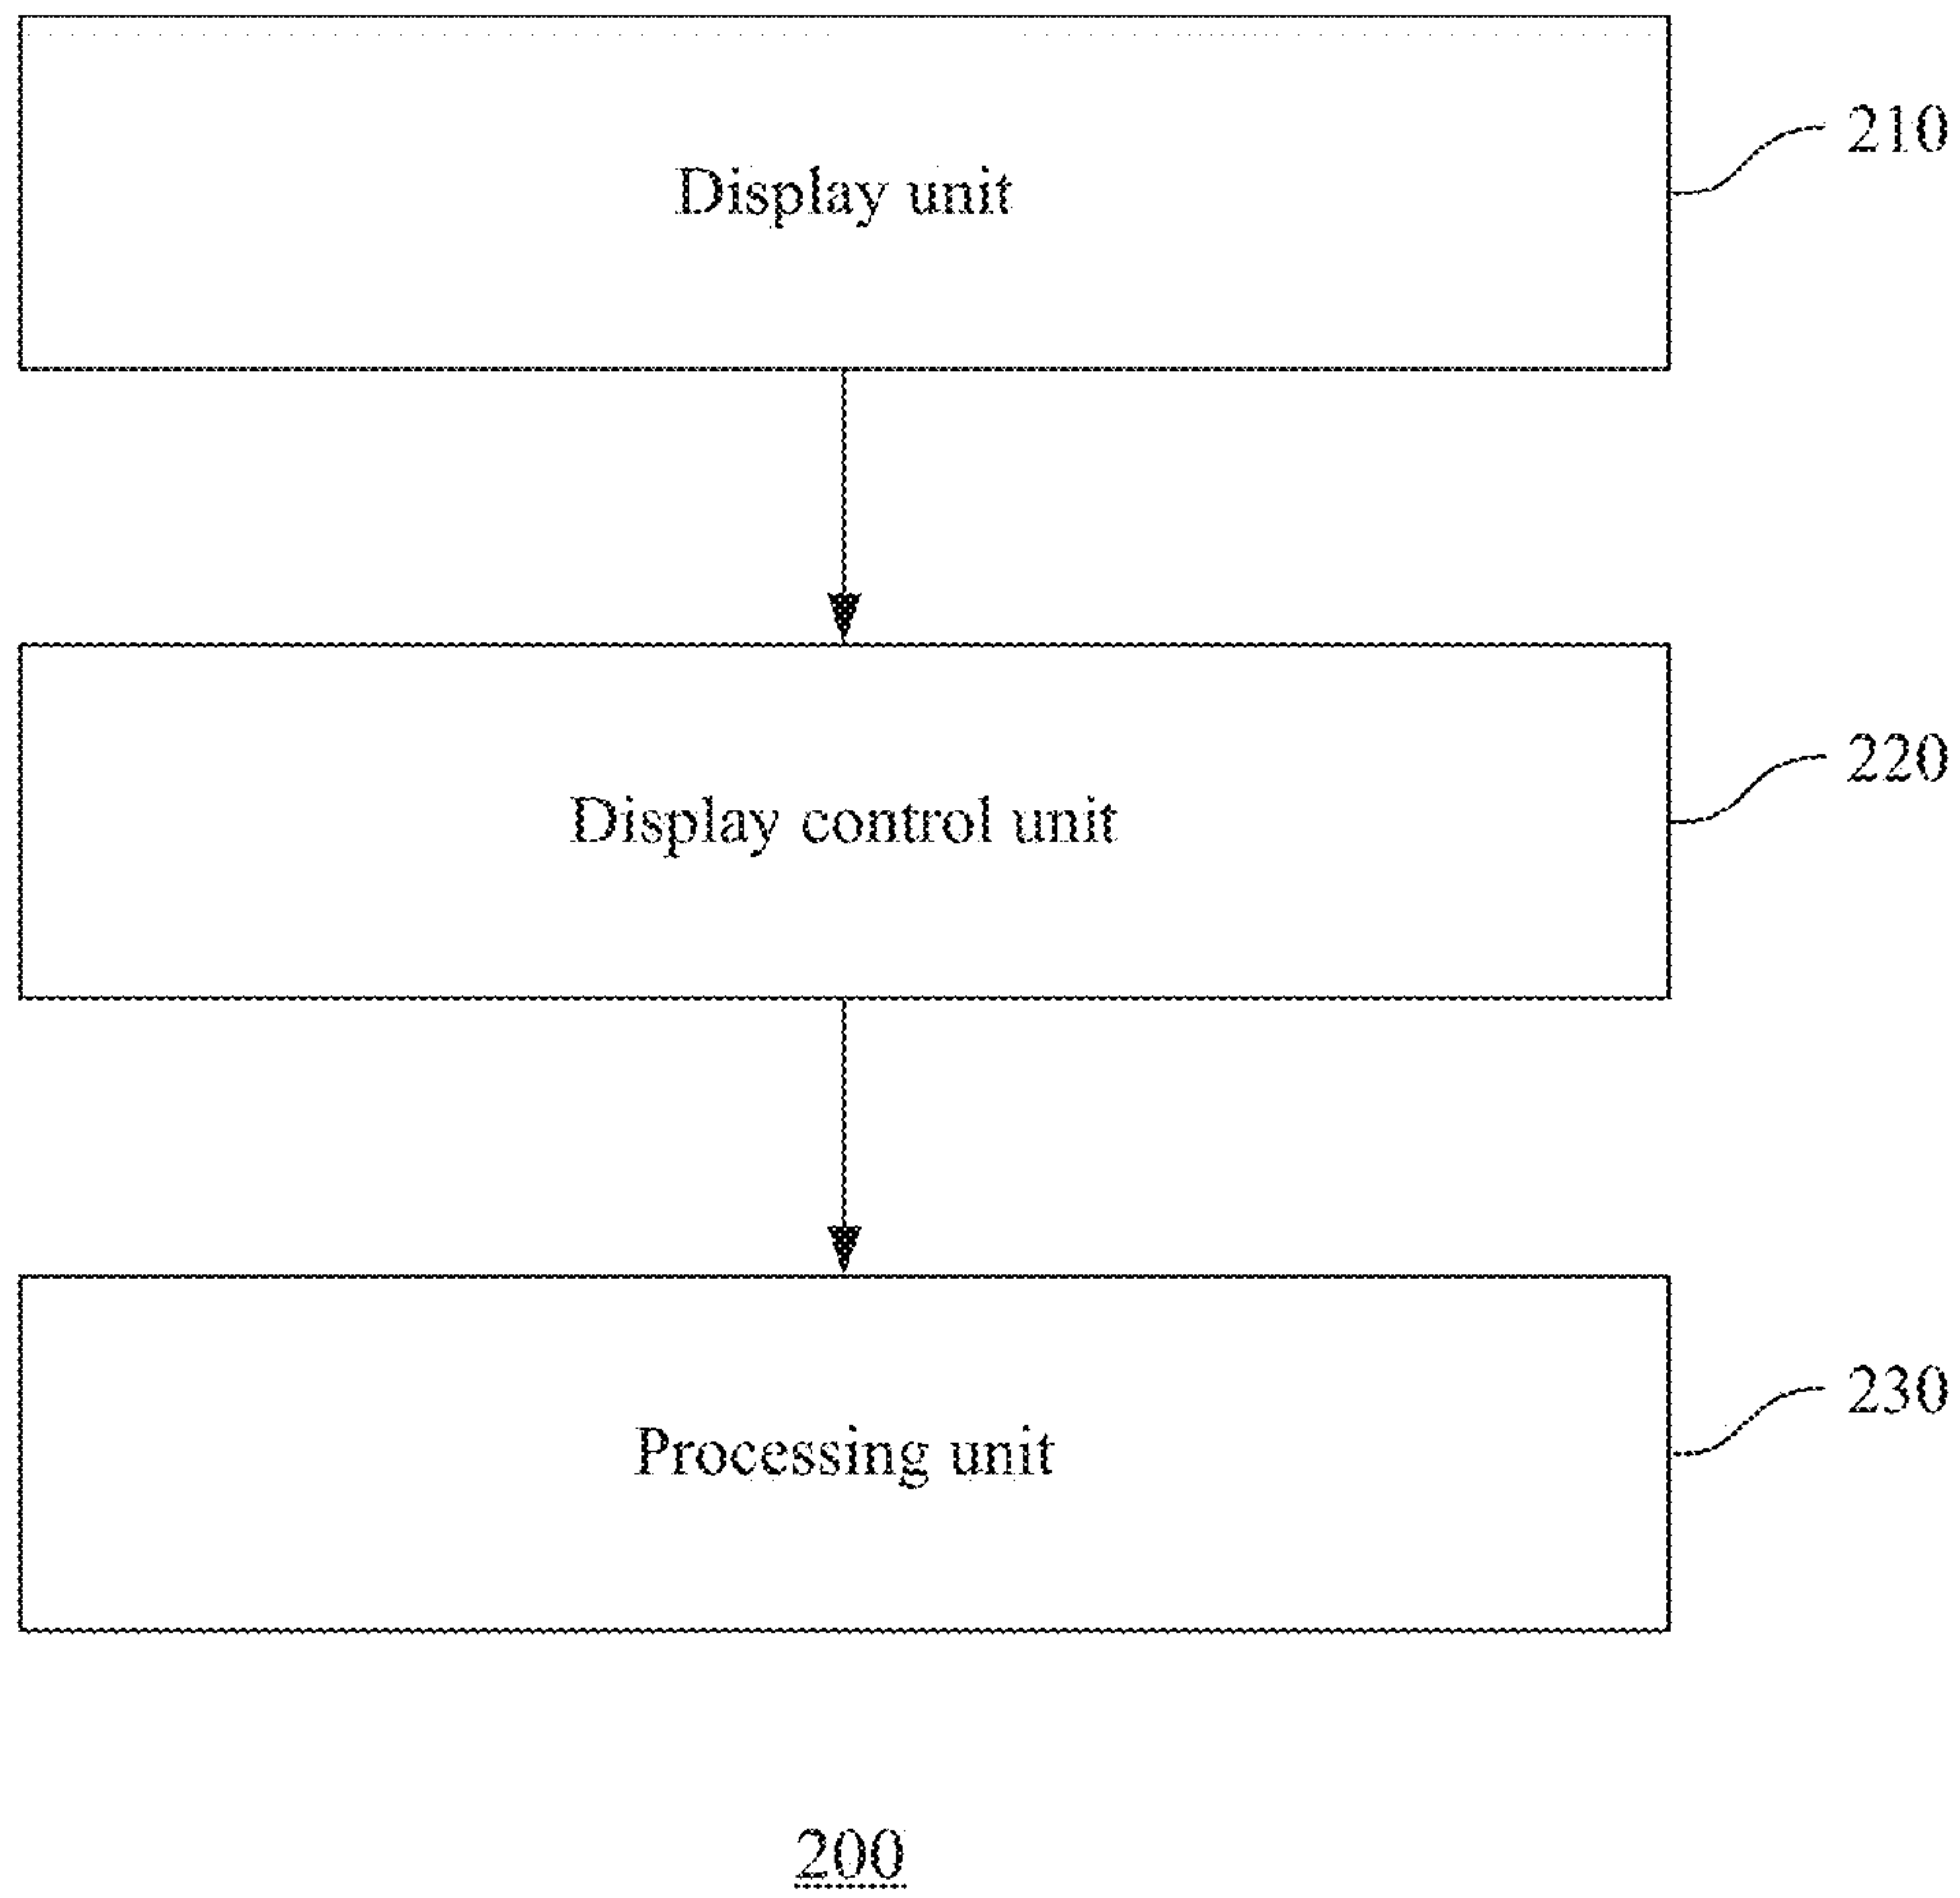 210
Display unit
220
Display control unit
230
Processing unit
200